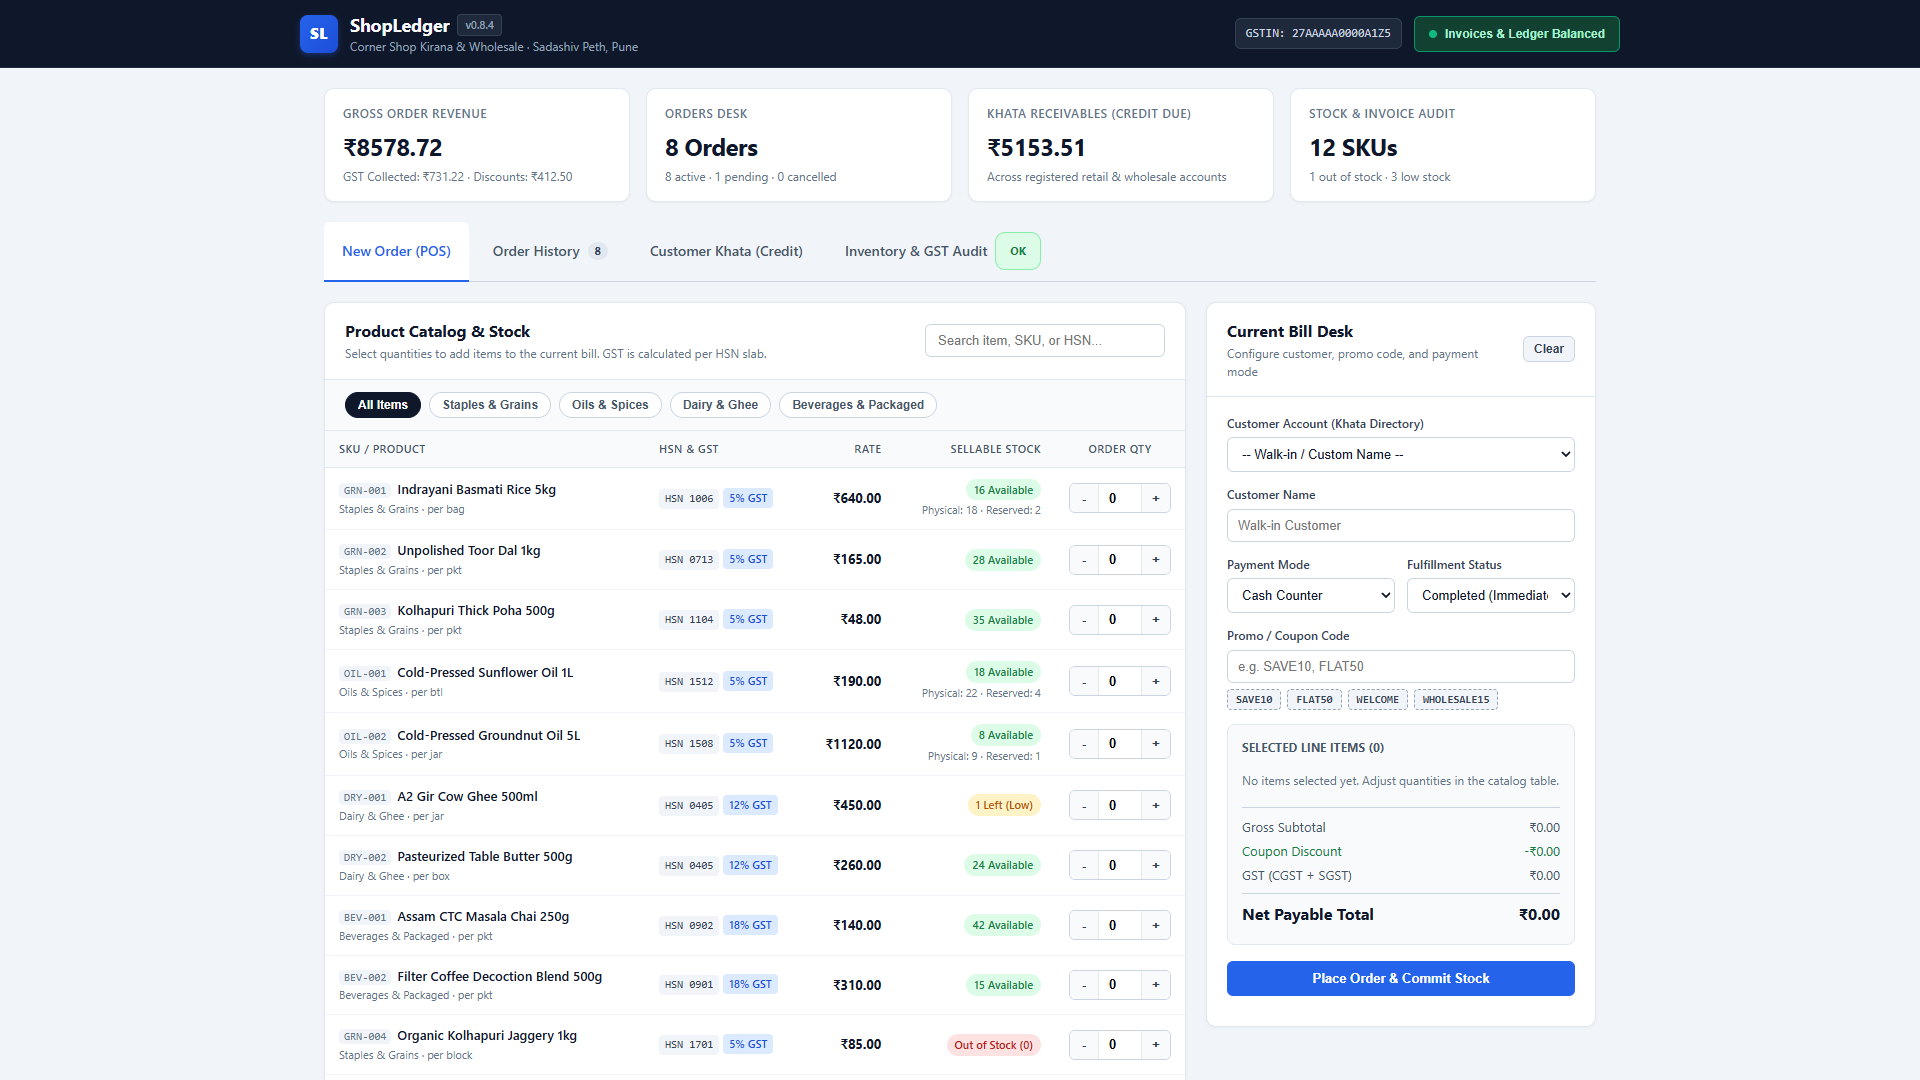 SL
ShopLedger v0.8.4
Corner Shop Kirana & Wholesale · Sadashiv Peth, Pune
GSTIN: 27AAAAA0000A1Z5
Invoices & Ledger Balanced
GROSS ORDER REVENUE
₹8578.72
GST Collected: ₹731.22 · Discounts: ₹412.50
ORDERS DESK
8 Orders
8 active · 1 pending · 0 cancelled
KHATA RECEIVABLES (CREDIT DUE)
₹5153.51
Across registered retail & wholesale accounts
STOCK & INVOICE AUDIT
12 SKUs
1 out of stock · 3 low stock
New Order (POS)
Order History 8
Customer Khata (Credit)
Inventory & GST Audit OK
Product Catalog & Stock
Select quantities to add items to the current bill. GST is calculated per HSN slab.
Search item, SKU, or HSN...
All Items
Staples & Grains
Oils & Spices
Dairy & Ghee
Beverages & Packaged
SKU / PRODUCT HSN & GST RATE SELLABLE STOCK ORDER QTY
GRN-001 Indrayani Basmati Rice 5kg
Staples & Grains · per bag
HSN 1006 5% GST ₹640.00
16 Available
Physical: 18 · Reserved: 2
- 0 +
GRN-002 Unpolished Toor Dal 1kg
Staples & Grains · per pkt
HSN 0713 5% GST ₹165.00
28 Available
- 0 +
GRN-003 Kolhapuri Thick Poha 500g
Staples & Grains · per pkt
HSN 1104 5% GST ₹48.00
35 Available
- 0 +
OIL-001 Cold-Pressed Sunflower Oil 1L
Oils & Spices · per btl
HSN 1512 5% GST ₹190.00
18 Available
Physical: 22 · Reserved: 4
- 0 +
OIL-002 Cold-Pressed Groundnut Oil 5L
Oils & Spices · per jar
HSN 1508 5% GST ₹1120.00
8 Available
Physical: 9 · Reserved: 1
- 0 +
DRY-001 A2 Gir Cow Ghee 500ml
Dairy & Ghee · per jar
HSN 0405 12% GST ₹450.00
1 Left (Low)
- 0 +
DRY-002 Pasteurized Table Butter 500g
Dairy & Ghee · per box
HSN 0405 12% GST ₹260.00
24 Available
- 0 +
BEV-001 Assam CTC Masala Chai 250g
Beverages & Packaged · per pkt
HSN 0902 18% GST ₹140.00
42 Available
- 0 +
BEV-002 Filter Coffee Decoction Blend 500g
Beverages & Packaged · per pkt
HSN 0901 18% GST ₹310.00
15 Available
- 0 +
GRN-004 Organic Kolhapuri Jaggery 1kg
Staples & Grains · per block
HSN 1701 5% GST ₹85.00
Out of Stock (0)
- 0 +
Current Bill Desk
Configure customer, promo code, and payment
mode
Clear
Customer Account (Khata Directory)
-- Walk-in / Custom Name --
Customer Name
Walk-in Customer
Payment Mode
Cash Counter
Fulfillment Status
Completed (Immediat
Promo / Coupon Code
e.g. SAVE10, FLAT50
SAVE10 FLAT50 WELCOME WHOLESALE15
SELECTED LINE ITEMS (0)
No items selected yet. Adjust quantities in the catalog table.
Gross Subtotal ₹0.00
Coupon Discount -₹0.00
GST (CGST + SGST) ₹0.00
Net Payable Total ₹0.00
Place Order & Commit Stock